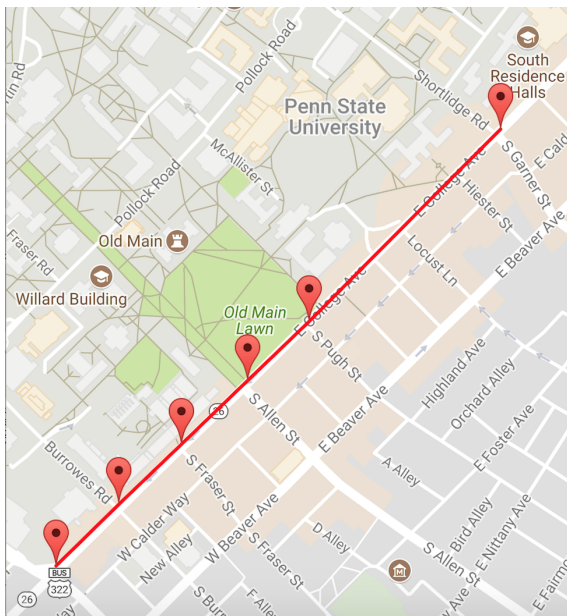 Pollock Road
Shortlidge Rd
South
Residence
Halls
Penn State
University
McAllister St
S Garner St
E College Ave
Hiester St
Pollock Road
Fraser Rd
Old Main
Locust Ln
E Beaver Ave
Willard Building
Old Main
Lawn
E College Ave
S Pugh St
Highland Ave
Orchard Alley
26
S Allen St
E Beaver Ave
E Foster Ave
Burrowes Rd
S Fraser St
A Alley
W Calder Way
Bird Alley
E Nittany Ave
New Alley
W Beaver Ave
D Alley
S Fraser St
S Allen St
BUS
322
26
F Alley